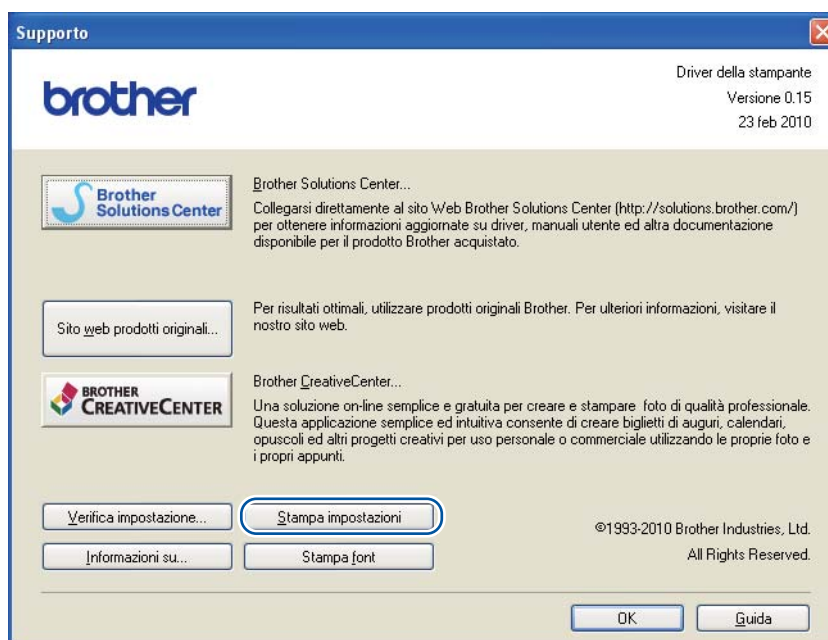 Supporto
brother
Driver della stampante
Versione 0.15
23 feb 2010
Brother
Solutions Center
Brother Solutions Center...
Collegarsi direttamente al sito Web Brother Solutions Center (http://solutions.brother.com/)
per ottenere informazioni aggiornate su driver, manuali utente ed altra documentazione
disponibile per il prodotto Brother acquistato.
Sito web prodotti originali...
Per risultati ottimali, utilizzare prodotti originali Brother. Per ulteriori informazioni, visitare il
nostro sito web.
BROTHER
CREATIVECENTER
Brother CreativeCenter...
Una soluzione on-line semplice e gratuita per creare e stampare foto di qualità professionale.
Questa applicazione semplice ed intuitiva consente di creare biglietti di auguri, calendari,
opuscoli ed altri progetti creativi per uso personale o commerciale utilizzando le proprie foto e
i propri appunti.
Verifica impostazione...
Stampa impostazioni
©1993-2010 Brother Industries, Ltd.
Informazioni su...
Stampa font
All Rights Reserved.
OK
Guida